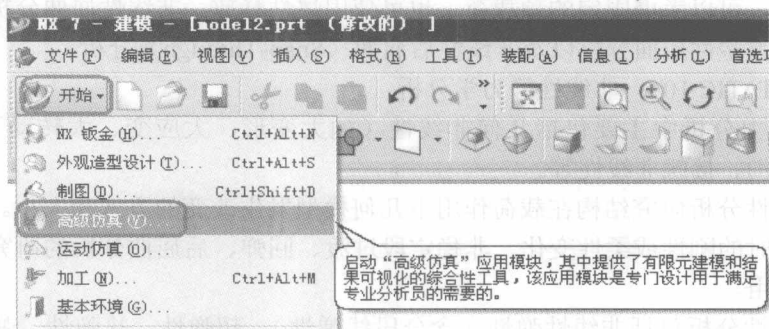 NX 7 - 建模 - [model2.prt （修改的） ]
文件(F) 编辑(E) 视图(V) 插入(S) 格式(R) 工具(T) 装配(A) 信息(I) 分析(L) 首选项
开始
NX 钣金(H)... Ctrl+Alt+N
外观造型设计(T)... Ctrl+Alt+S
制图(D)... Ctrl+Shift+D
高级仿真(V)...
运动仿真(O)...
加工(N)... Ctrl+Alt+M
基本环境(G)...
启动“高级仿真”应用模块，其中提供了有限元建模和结
果可视化的综合性工具，该应用模块是专门设计用于满足
专业分析员的需要的。